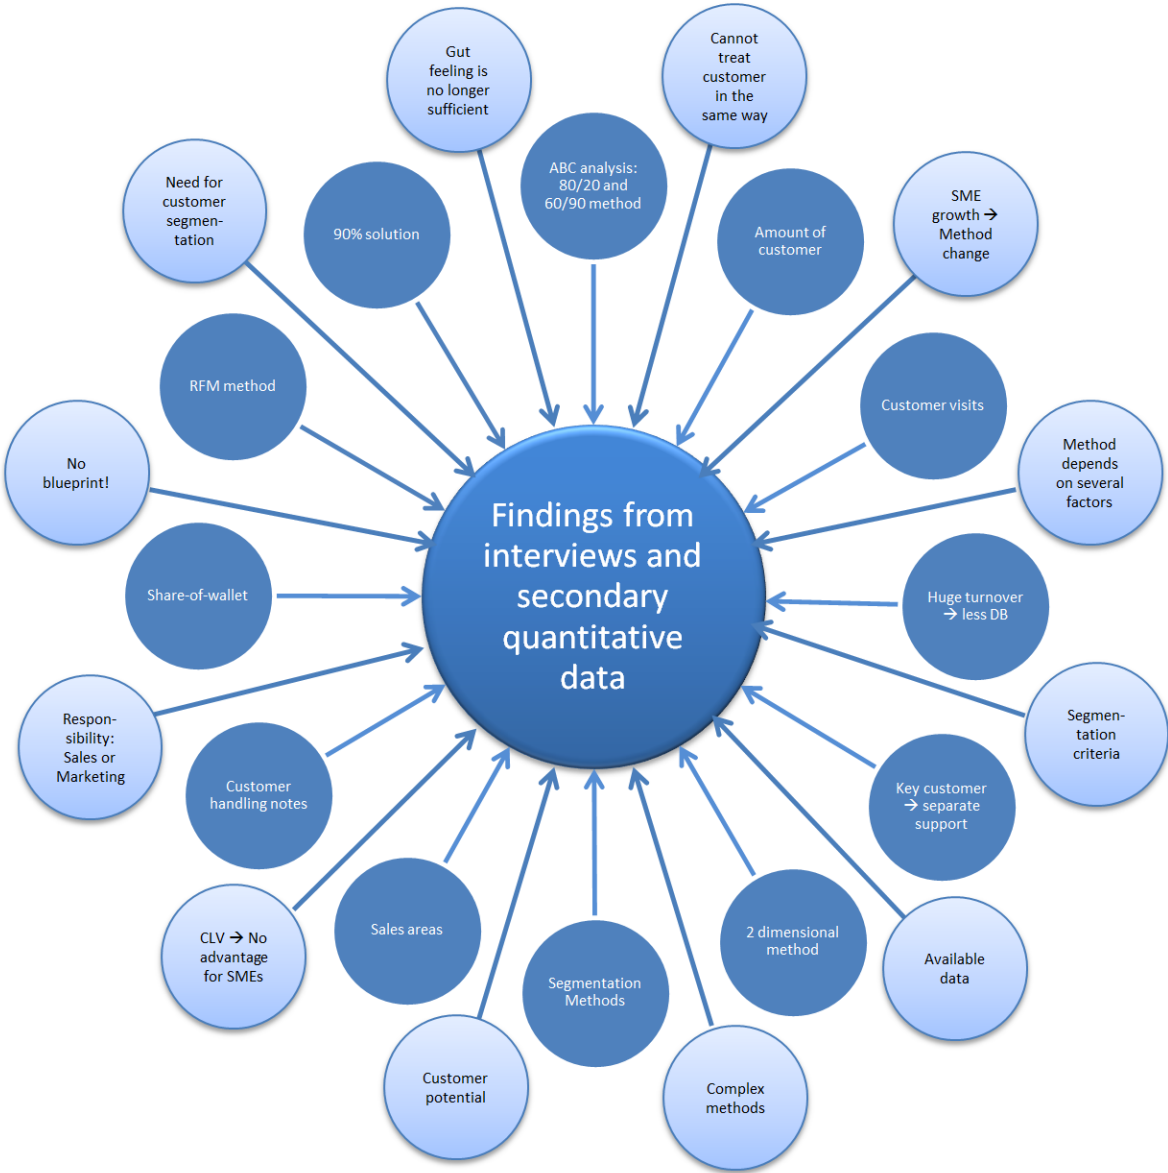 Gut
feeling is
no longer
sufficient
Cannot
treat
customer
in the
same way
ABC analysis:
80/20 and
60/90 method
Need for
customer
segmen-
tation
90% solution
Amount of
customer
SME
growth → Method
change
RFM method
Customer visits
No
blueprint!
Method
depends
on several
factors
Findings from
interviews and
secondary
quantitative
data
Share-of-wallet
Huge turnover
→ less DB
Respon-
sibility:
Sales or
Marketing
Segmen-
tation
criteria
Customer
handling notes
Key customer
→ separate
support
CLV → No
advantage
for SMEs
Sales areas
2 dimensional
method
Available
data
Segmentation
Methods
Customer
potential
Complex
methods